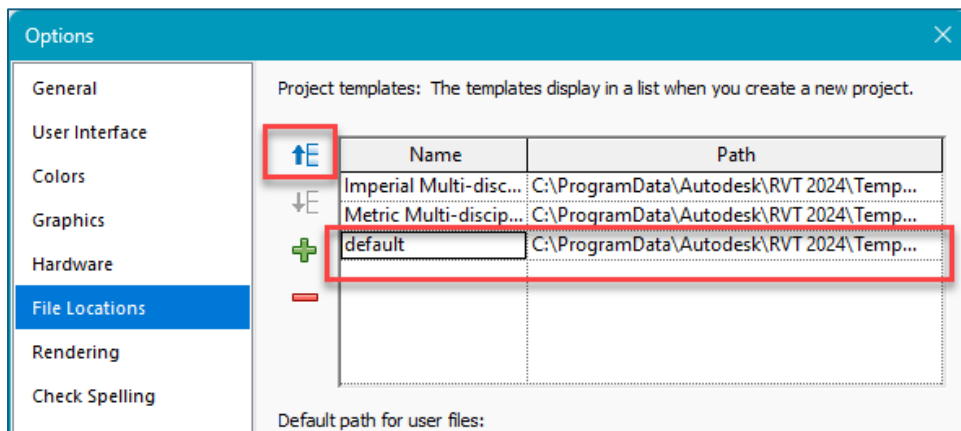 Options
General
User Interface
Colors
Graphics
Hardware
File Locations
Rendering
Check Spelling
Project templates: The templates display in a list when you create a new project.
Name Path
Imperial Multi-disc... C:\ProgramData\Autodesk\RVT 2024\Temp...
Metric Multi-discip... C:\ProgramData\Autodesk\RVT 2024\Temp...
default C:\ProgramData\Autodesk\RVT 2024\Temp...
Default path for user files: